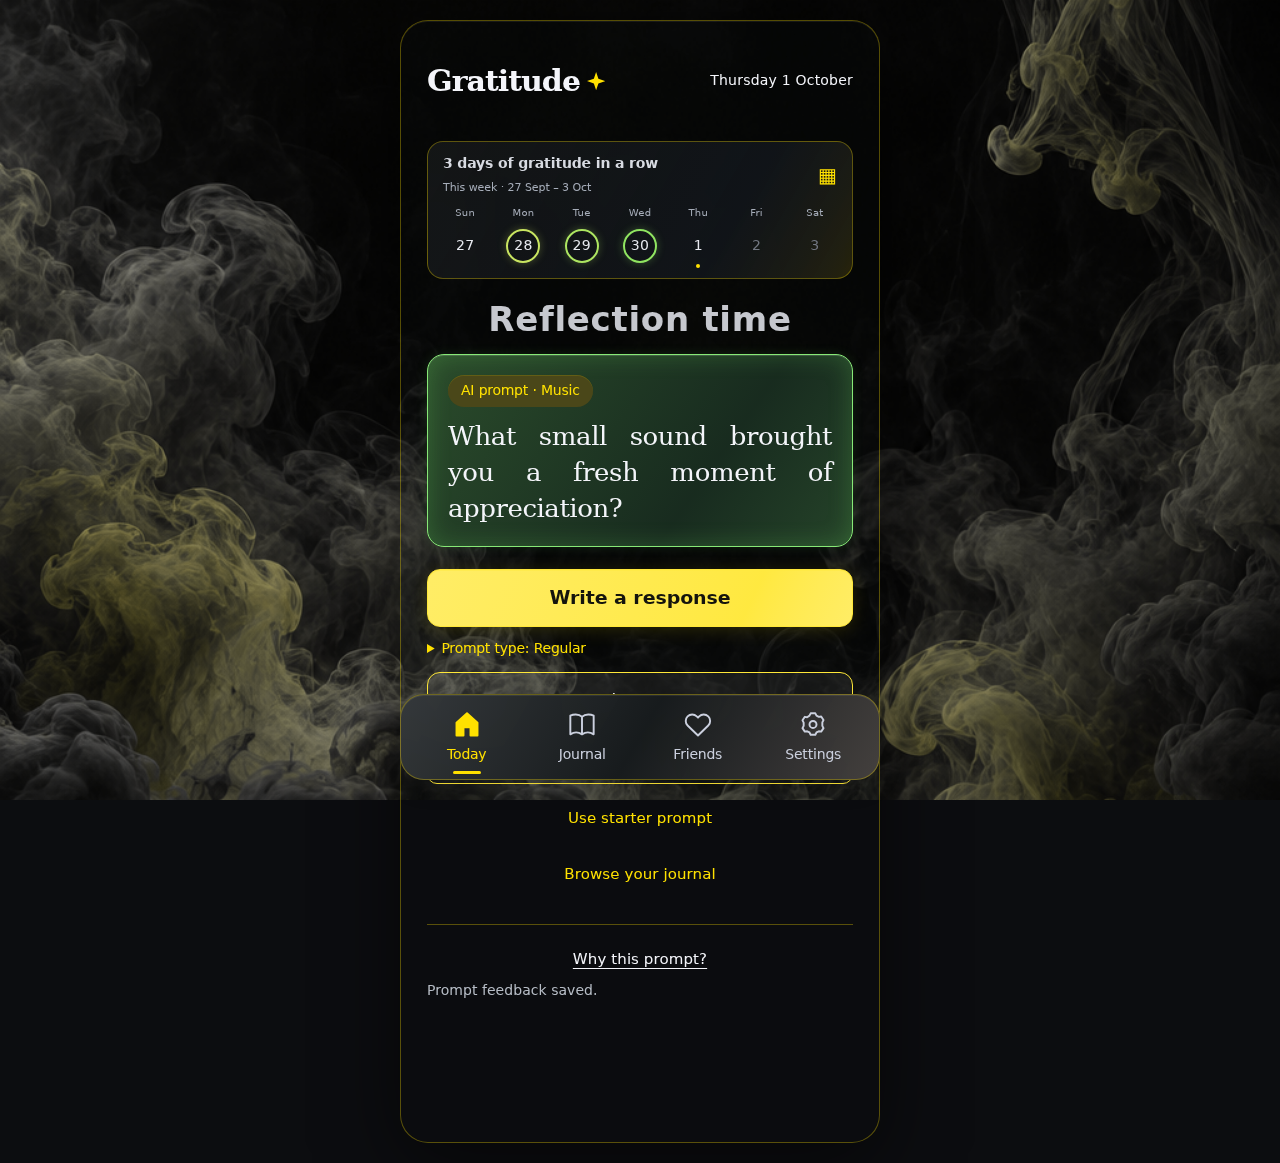 Gratitude
Thursday 1 October
3 days of gratitude in a row
This week · 27 Sept – 3 Oct
Sun Mon Tue Wed Thu Fri Sat
27 28 29 30 1 2 3
Reflection time
AI prompt · Music
What small sound brought
you a fresh moment of
appreciation?
Write a response
Prompt type: Regular
Today Journal Friends Settings
Use starter prompt
Browse your journal
Why this prompt?
Prompt feedback saved.